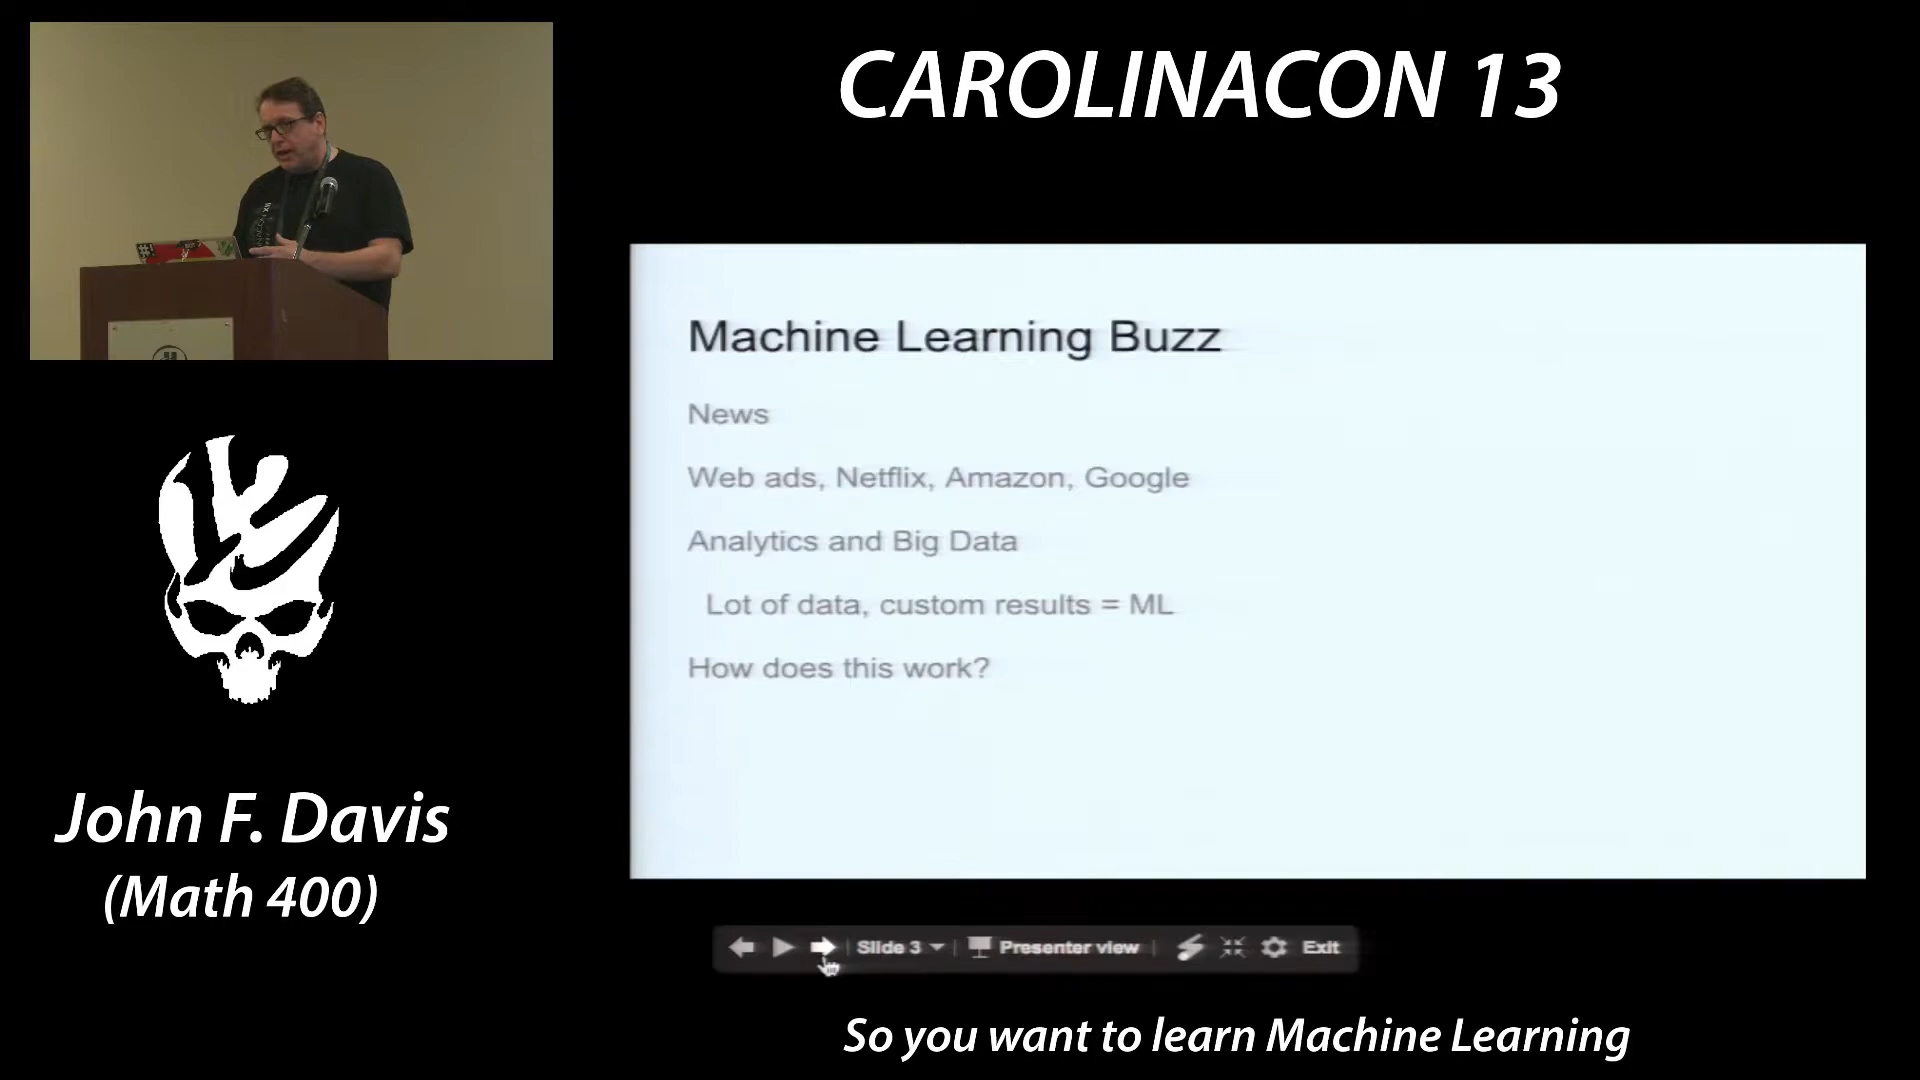 CAROLINACON 13
Machine Learning Buzz
News
Web ads, Netflix, Amazon, Google
Analytics and Big Data
Lot of data, custom results = ML
How does this work?
Slide 3
Presenter view
Exit
John F. Davis
(Math 400)
So you want to learn Machine Learning